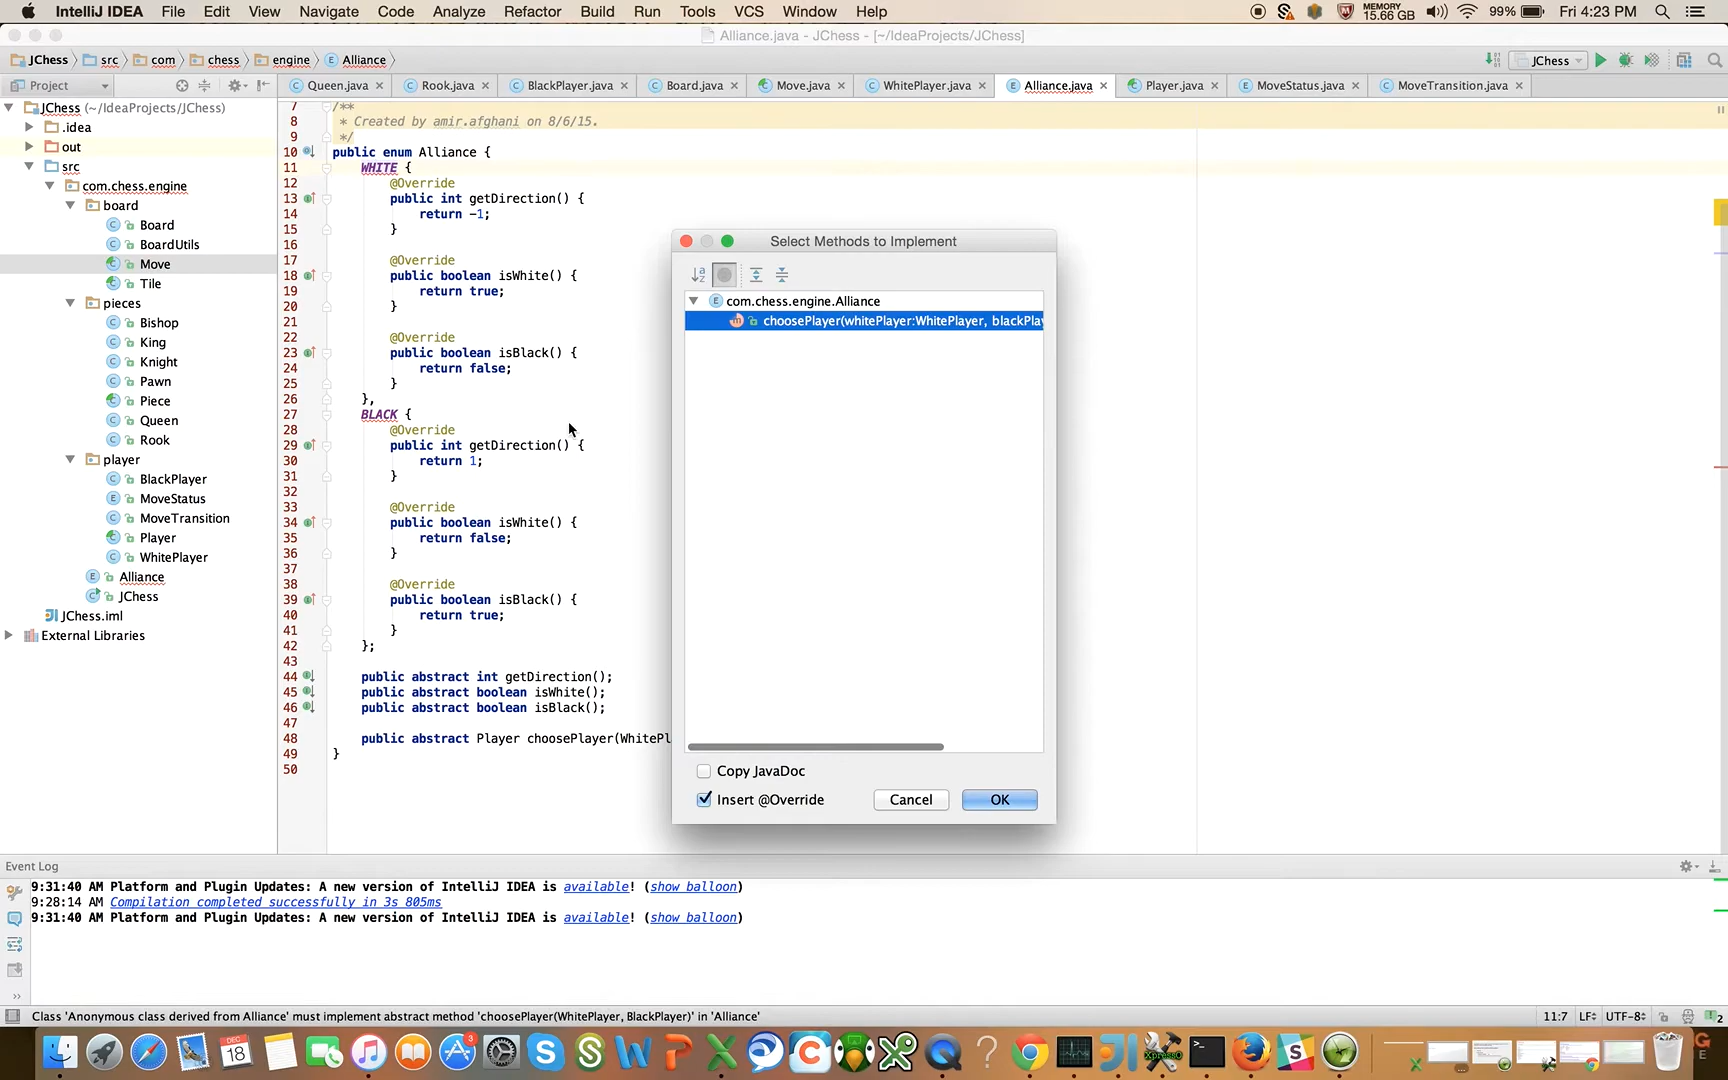 IntelliJ IDEA File Edit View Navigate Code Analyze Refactor Build Run Tools VCS Window Help MEMORY 15.66 GB 99% Fri 4:23 PM
Alliance.java - JChess - [~/IdeaProjects/JChess]
JChess src com chess engine Alliance JChess
Project Queen.java Rook.java BlackPlayer.java Board.java Move.java WhitePlayer.java Alliance.java Player.java MoveStatus.java MoveTransition.java
JChess (~/IdeaProjects/JChess)
.idea
out
src
com.chess.engine
board
Board
BoardUtils
Move
Tile
pieces
Bishop
King
Knight
Pawn
Piece
Queen
Rook
player
BlackPlayer
MoveStatus
MoveTransition
Player
WhitePlayer
Alliance
JChess
JChess.iml
External Libraries
7 /**
8 * Created by amir.afghani on 8/6/15.
9 */
10 public enum Alliance {
11 WHITE {
12 @Override
13 public int getDirection() {
14 return -1;
15 }
16
17 @Override
18 public boolean isWhite() {
19 return true;
20 }
21
22 @Override
23 public boolean isBlack() {
24 return false;
25 }
26 },
27 BLACK {
28 @Override
29 public int getDirection() {
30 return 1;
31 }
32
33 @Override
34 public boolean isWhite() {
35 return false;
36 }
37
38 @Override
39 public boolean isBlack() {
40 return true;
41 }
42 };
43
44 public abstract int getDirection();
45 public abstract boolean isWhite();
46 public abstract boolean isBlack();
47
48 public abstract Player choosePlayer(WhitePl
49 }
50
Select Methods to Implement
com.chess.engine.Alliance
choosePlayer(whitePlayer:WhitePlayer, blackPlay
Copy JavaDoc
Insert @Override Cancel OK
Event Log
9:31:40 AM Platform and Plugin Updates: A new version of IntelliJ IDEA is available! (show balloon)
9:28:14 AM Compilation completed successfully in 3s 805ms
9:31:40 AM Platform and Plugin Updates: A new version of IntelliJ IDEA is available! (show balloon)
Class 'Anonymous class derived from Alliance' must implement abstract method 'choosePlayer(WhitePlayer, BlackPlayer)' in 'Alliance' 11:7 LF UTF-8 2
DEC 18 3